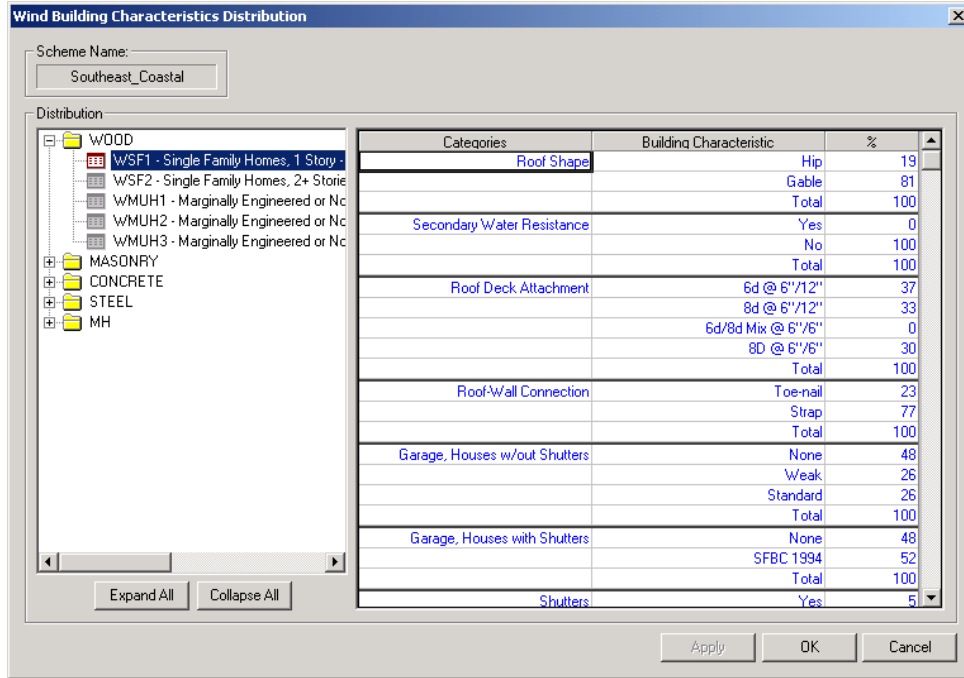 Wind Building Characteristics Distribution
Scheme Name:
Southeast_Coastal
Distribution
WOOD
WSF1 - Single Family Homes, 1 Story -
WSF2 - Single Family Homes, 2+ Storie
WMUH1 - Marginally Engineered or No
WMUH2 - Marginally Engineered or No
WMUH3 - Marginally Engineered or No
MASONRY
CONCRETE
STEEL
MH
Expand All Collapse All
Categories Building Characteristic %
Roof Shape Hip 19
Gable 81
Total 100
Secondary Water Resistance Yes 0
No 100
Total 100
Roof Deck Attachment 6d @ 6"/12" 37
8d @ 6"/12" 33
6d/8d Mix @ 6"/6" 0
8D @ 6"/6" 30
Total 100
Roof-Wall Connection Toe-nail 23
Strap 77
Total 100
Garage, Houses w/out Shutters None 48
Weak 26
Standard 26
Total 100
Garage, Houses with Shutters None 48
SFBC 1994 52
Total 100
Shutters Yes 5
Apply OK Cancel